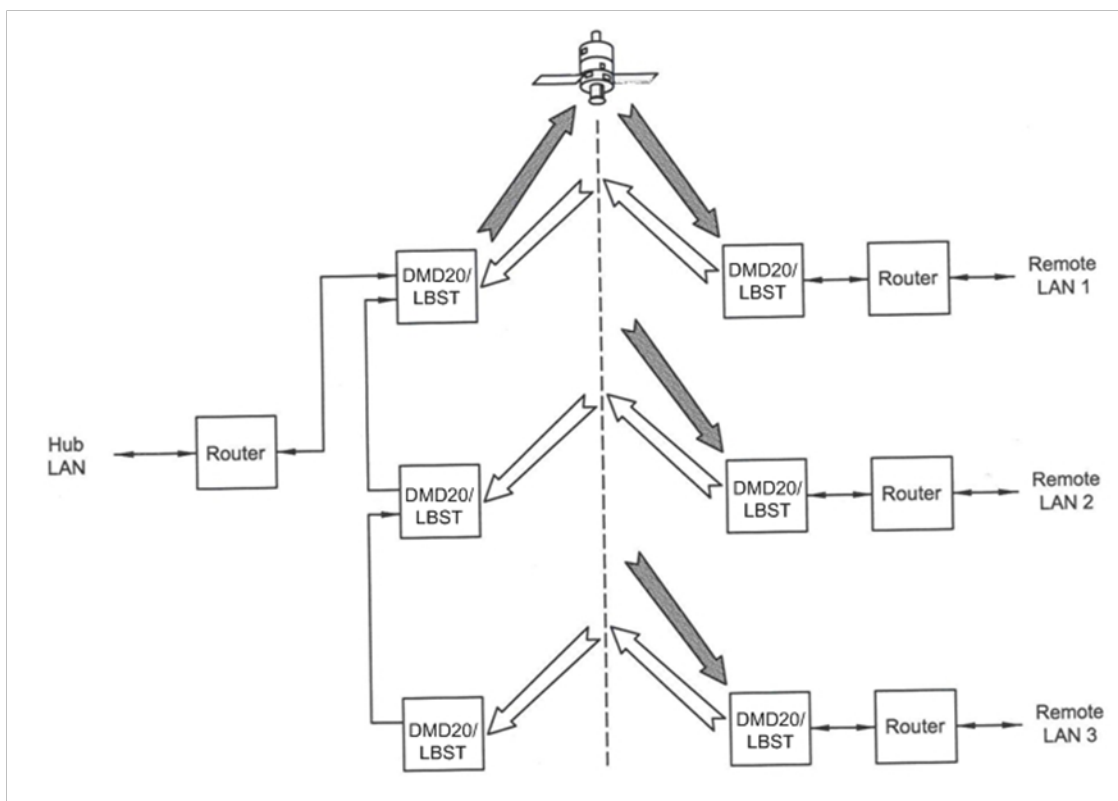 DMD20/
LBST
DMD20/
LBST
Router
Remote
LAN 1
Hub
LAN
Router
DMD20/
LBST
DMD20/
LBST
Router
Remote
LAN 2
DMD20/
LBST
DMD20/
LBST
Router
Remote
LAN 3